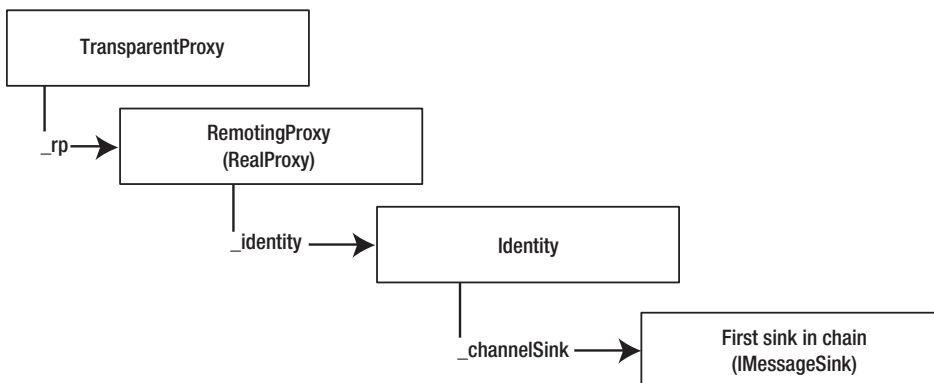 TransparentProxy
_rp
RemotingProxy
(RealProxy)
_identity
Identity
_channelSink
First sink in chain
(IMessageSink)